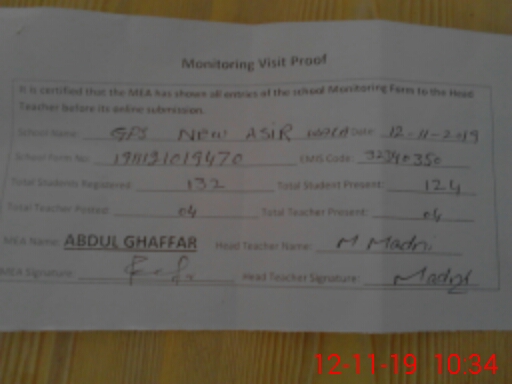 Monitoring Visit Proof
It is certified that the MEA has shown all entries of the school Monitoring Form to the Head
Teacher before its online submission.
School Name: GPS New ASIR Date: 12-11-2019
School Form No. EMIS Code:
Total Students Registered: 132 Total Student Present: 124
Total Teacher Posted: 04 Total Teacher Present: 04
MEA Name: ABDUL GHAFFAR Head Teacher Name: M Madni
MEA Signature: Head Teacher Signature: Madni
12-11-19 10:34